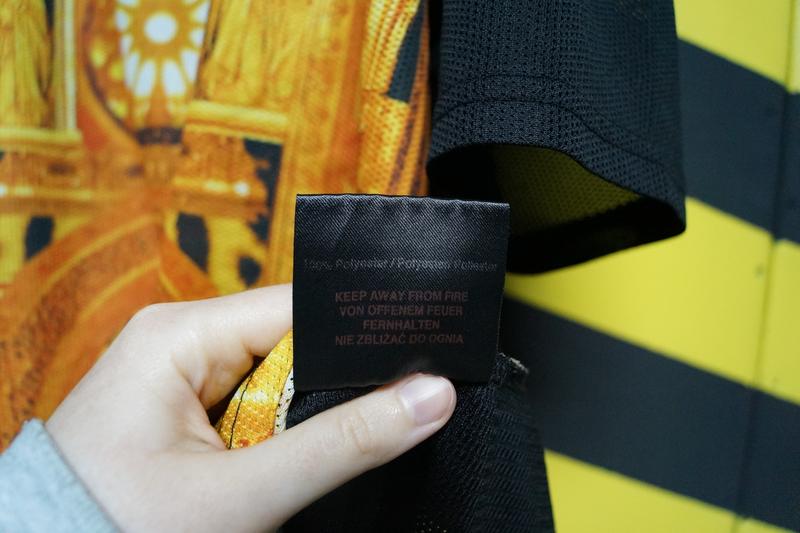 100% Polyester / Polyester/ Poliester
KEEP AWAY FROM FIRE
VON OFFENEM FEUER
FERNHALTEN
NIE ZBLIŻAĆ DO OGNIA